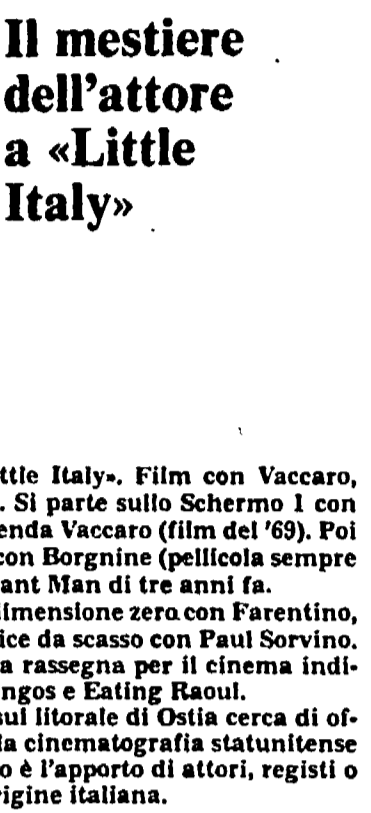 Il mestiere
dell'attore
a «Little
Italy»
ttle Italy». Film con Vaccaro,
. Si parte sullo Schermo 1 con
enda Vaccaro (film del '69). Poi
con Borgnine (pellicola sempre
ant Man di tre anni fa.
dimensione zero con Farentino,
ice da scasso con Paul Sorvino.
a rassegna per il cinema indi-
ngos e Eating Raoul.
sul litorale di Ostia cerca di of-
la cinematografia statunitense
o è l'apporto di attori, registi o
rigine italiana.